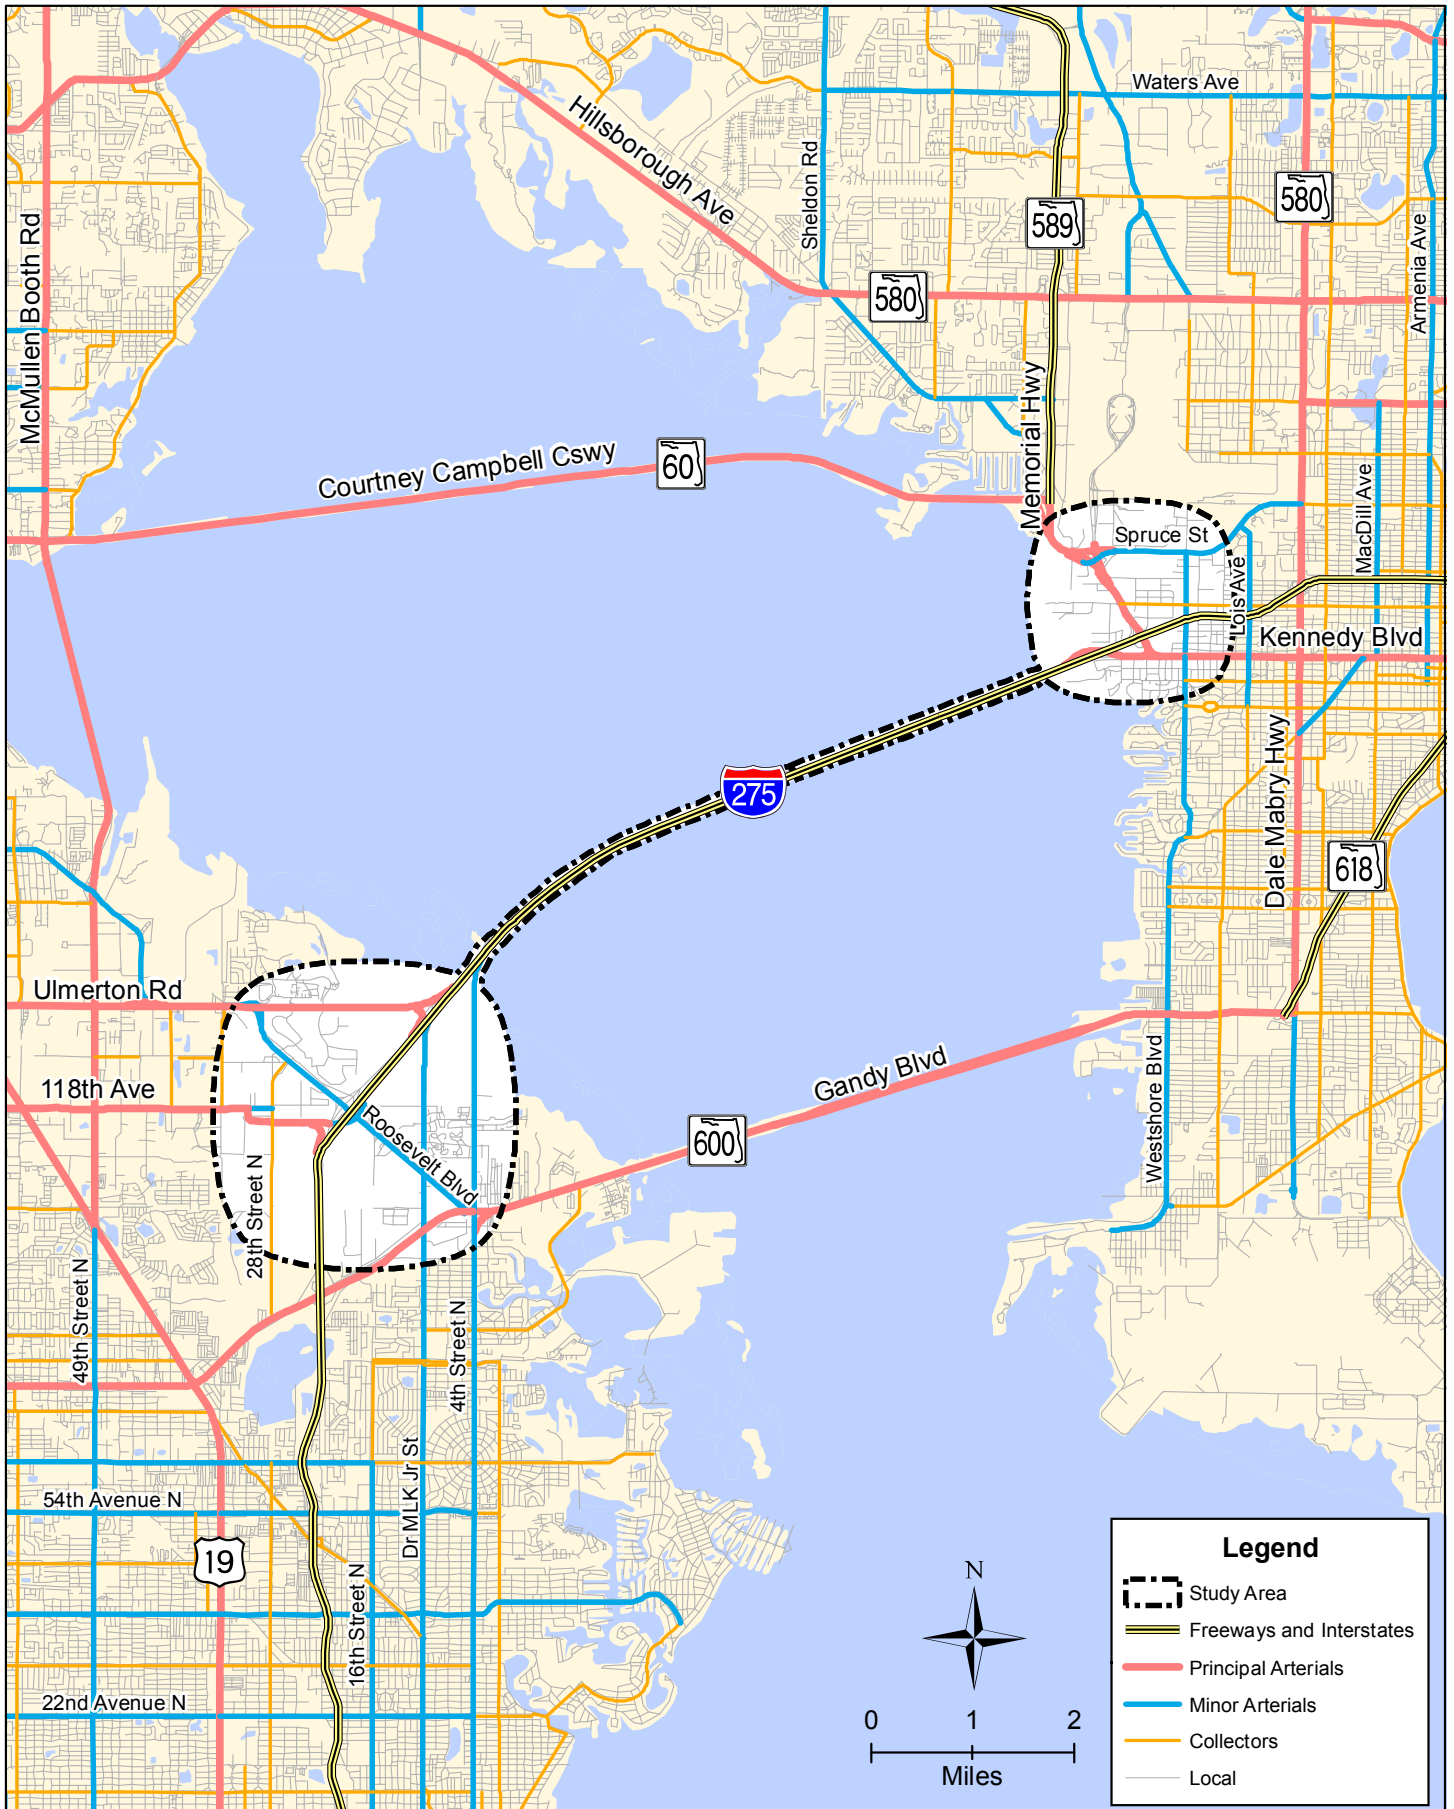 Waters Ave
Hillsborough Ave
Sheldon Rd
589
580
580
Armenia Ave
McMullen Booth Rd
Memorial Hwy
Courtney Campbell Cswy
60
MacDill Ave
Spruce St
Lois Ave
Kennedy Blvd
275
Dale Mabry Hwy
618
Ulmerton Rd
118th Ave
Roosevelt Blvd
Gandy Blvd
600
Westshore Blvd
28th Street N
49th Street N
4th Street N
Dr MLK Jr St
54th Avenue N
19
16th Street N
22nd Avenue N
N
0 1 2
Miles
Legend
Study Area
Freeways and Interstates
Principal Arterials
Minor Arterials
Collectors
Local